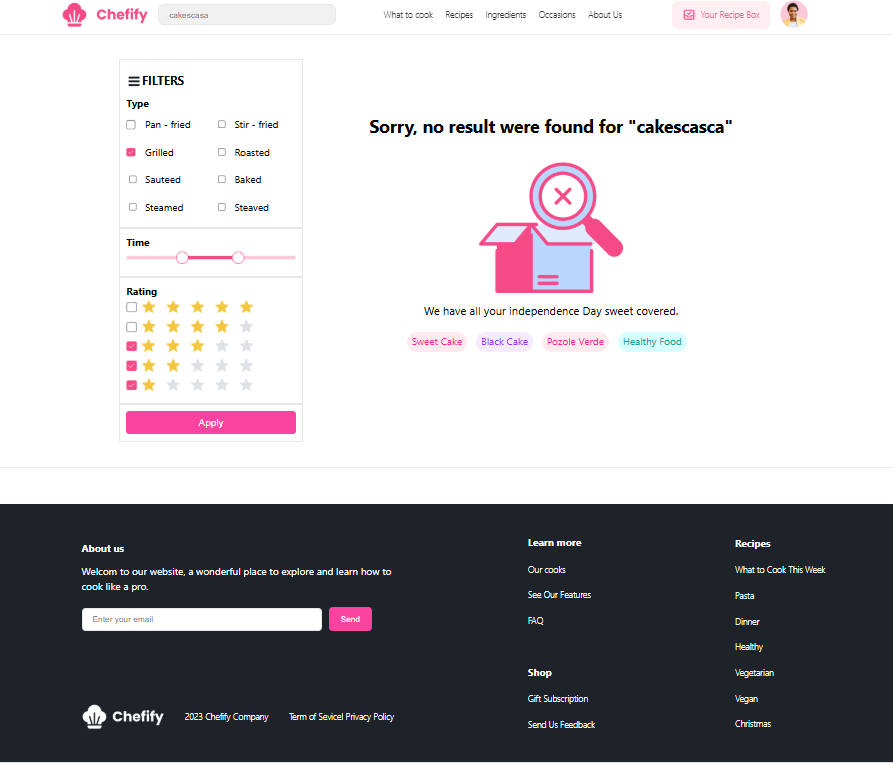 Chefify
cakescasa
What to cook
Recipes
Ingredients
Occasions
About Us
Your Recipe Box
FILTERS
Type
Pan - fried
Stir - fried
Grilled
Roasted
Sauteed
Baked
Steamed
Steaved
Time
Rating
Apply
Sorry, no result were found for "cakescasca"
We have all your independence Day sweet covered.
Sweet Cake
Black Cake
Pozole Verde
Healthy Food
About us
Welcom to our website, a wonderful place to explore and learn how to
cook like a pro.
Enter your email
Send
Chefify
2023 Chefify Company
Term of Sevicel Privacy Policy
Learn more
Our cooks
See Our Features
FAQ
Shop
Gift Subscription
Send Us Feedback
Recipes
What to Cook This Week
Pasta
Dinner
Healthy
Vegetarian
Vegan
Christmas